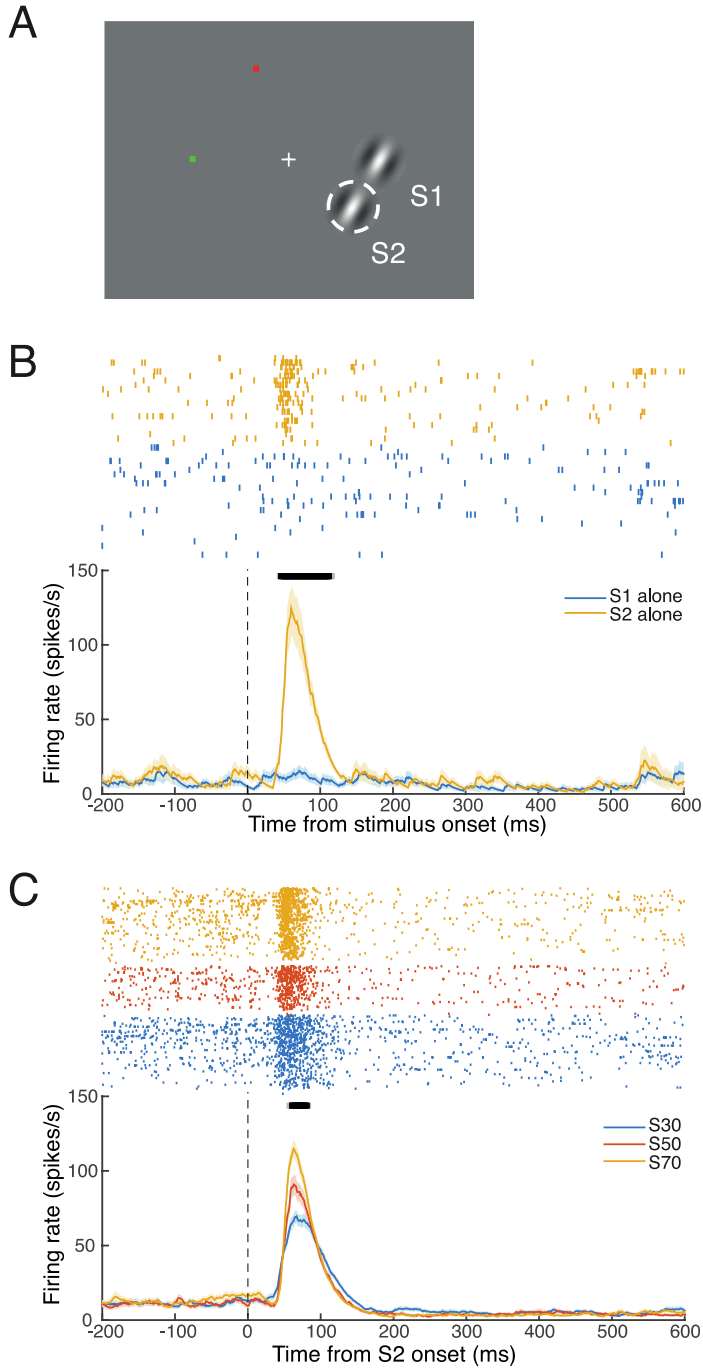 A
S1
S2
B
150
100
50
0
Firing rate (spikes/s)
S1 alone
S2 alone
-200 -100 0 100 200 300 400 500 600
Time from stimulus onset (ms)
C
150
100
50
0
Firing rate (spikes/s)
S30
S50
S70
-200 -100 0 100 200 300 400 500 600
Time from S2 onset (ms)